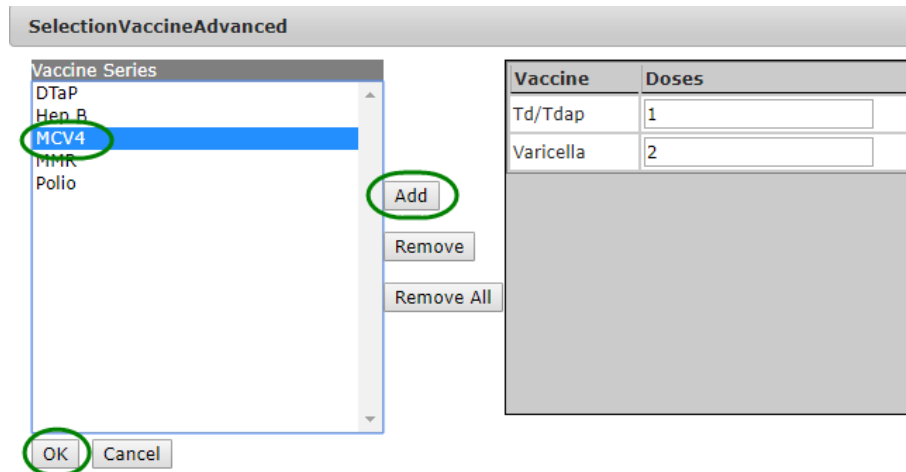 SelectionVaccineAdvanced
Vaccine Series
DTaP
Hep B
MCV4
MMR
Polio
Add
Remove
Remove All
OK Cancel
Vaccine Doses
Td/Tdap 1
Varicella 2